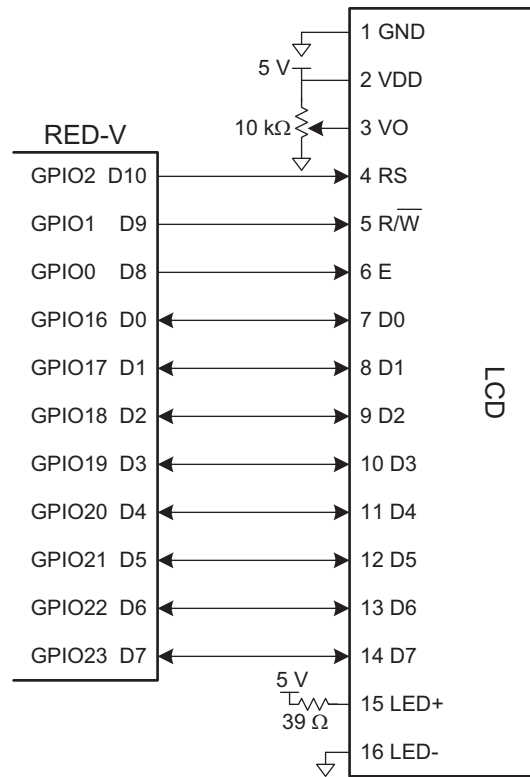 1 GND
5 V
2 VDD
10 kΩ
3 VO
RED-V
GPIO2 D10
4 RS
GPIO1 D9
5 R/W̅
GPIO0 D8
6 E
GPIO16 D0
7 D0
GPIO17 D1
8 D1
GPIO18 D2
9 D2
GPIO19 D3
10 D3
GPIO20 D4
11 D4
GPIO21 D5
12 D5
GPIO22 D6
13 D6
GPIO23 D7
14 D7
LCD
5 V
39 Ω
15 LED+
16 LED-